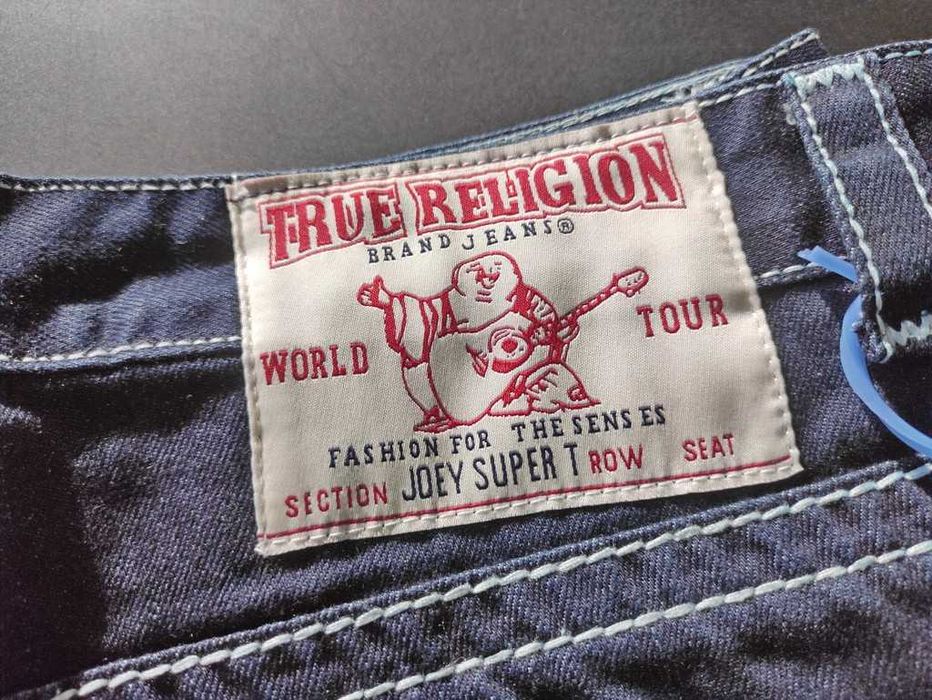 TRUE RELIGION
BRAND JEANS®
WORLD TOUR
FASHION FOR THE SENSES
SECTION JOEY SUPER T ROW SEAT